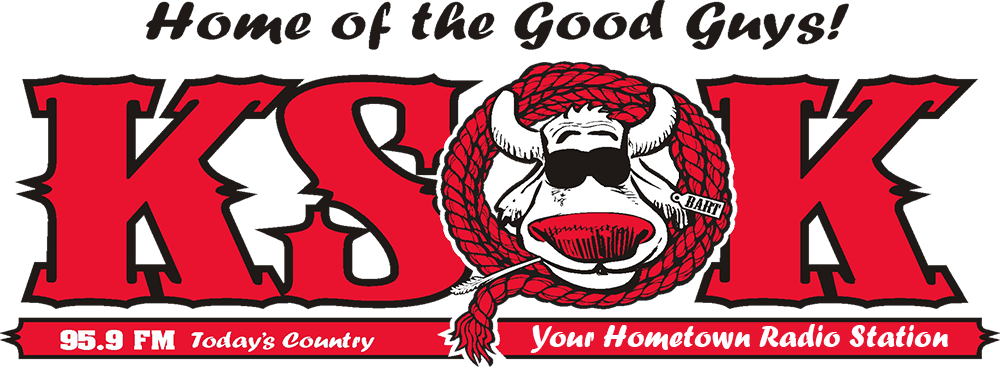 Home of the Good Guys!
KSOK
BART
95.9 FM Today's Country
Your Hometown Radio Station